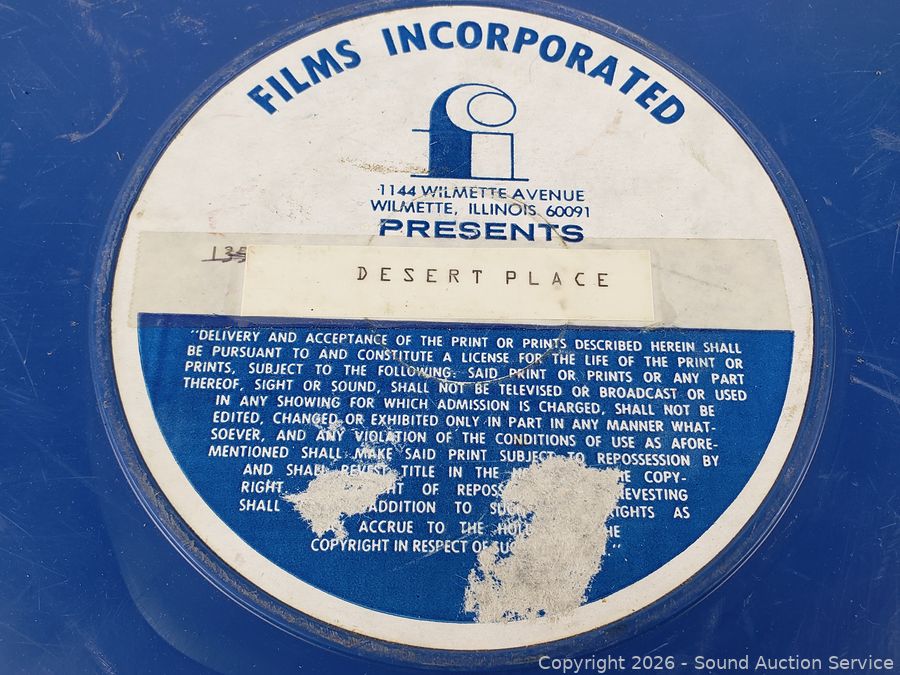 FILMS INCORPORATED
1144 WILMETTE AVENUE
WILMETTE, ILLINOIS 60091
PRESENTS
135
DESERT PLACE
"DELIVERY AND ACCEPTANCE OF THE PRINT OR PRINTS DESCRIBED HEREIN SHALL
BE PURSUANT TO AND CONSTITUTE A LICENSE FOR THE LIFE OF THE PRINT OR
PRINTS, SUBJECT TO THE FOLLOWING: SAID PRINT OR PRINTS OR ANY PART
THEREOF, SIGHT OR SOUND, SHALL NOT BE TELEVISED OR BROADCAST OR USED
IN ANY SHOWING FOR WHICH ADMISSION IS CHARGED, SHALL NOT BE
EDITED, CHANGED OR EXHIBITED ONLY IN PART IN ANY MANNER WHAT-
SOEVER, AND ANY VIOLATION OF THE CONDITIONS OF USE AS AFORE-
MENTIONED SHALL MAKE SAID PRINT SUBJECT TO REPOSSESSION BY
AND SHALL REVEST TITLE IN THE COPY-
RIGHT OF REVESTING
SHALL ADDITION TO AS
ACCRUE TO THE
COPYRIGHT IN RESPECT OF "
Copyright 2026 - Sound Auction Service